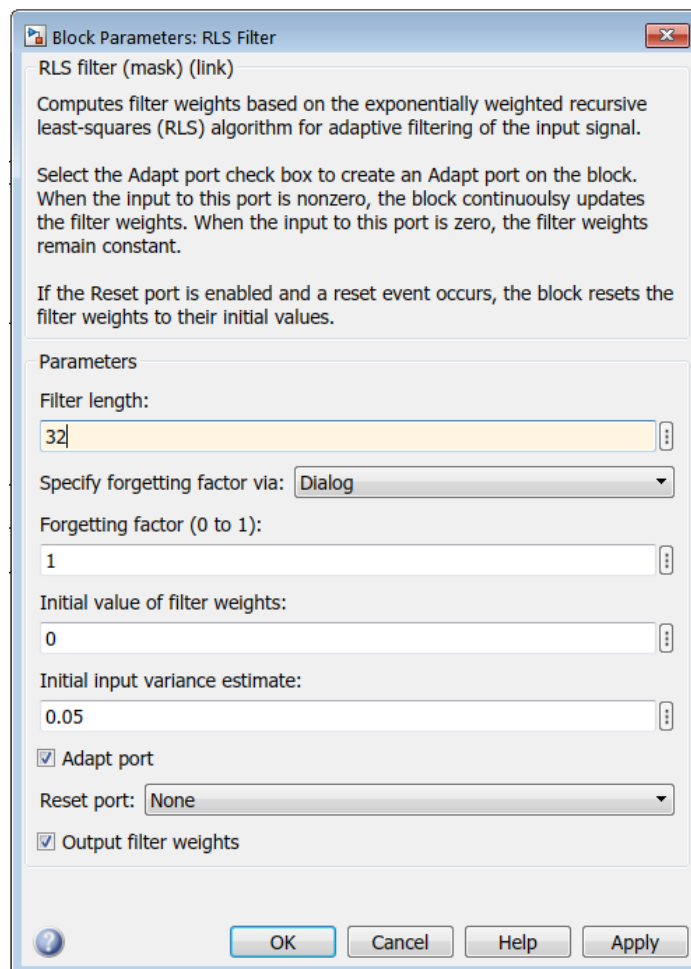 Block Parameters: RLS Filter
RLS filter (mask) (link)
Computes filter weights based on the exponentially weighted recursive
least-squares (RLS) algorithm for adaptive filtering of the input signal.
Select the Adapt port check box to create an Adapt port on the block.
When the input to this port is nonzero, the block continuoulsy updates
the filter weights. When the input to this port is zero, the filter weights
remain constant.
If the Reset port is enabled and a reset event occurs, the block resets the
filter weights to their initial values.
Parameters
Filter length:
32
Specify forgetting factor via: Dialog
Forgetting factor (0 to 1):
1
Initial value of filter weights:
0
Initial input variance estimate:
0.05
Adapt port
Reset port: None
Output filter weights
? OK Cancel Help Apply